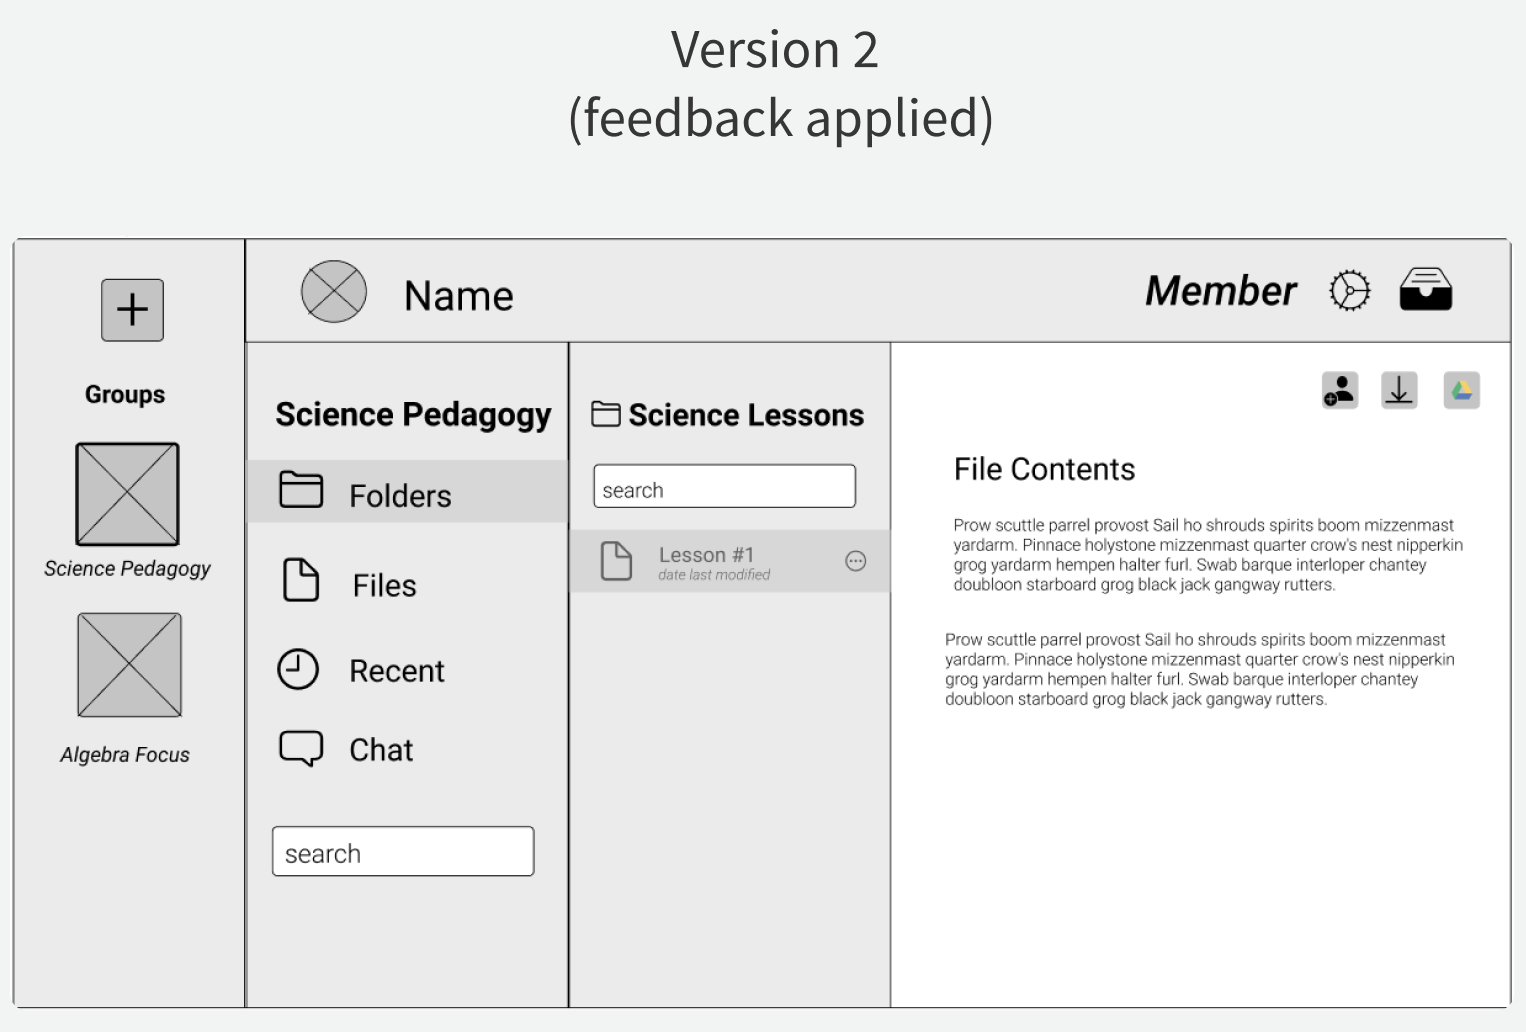 Version 2
(feedback applied)
Name
Member
Groups
Science Pedagogy
Algebra Focus
Science Pedagogy
Folders
Files
Recent
Chat
search
Science Lessons
search
Lesson #1
date last modified
File Contents
Prow scuttle parrel provost Sail ho shrouds spirits boom mizzenmast
yardarm. Pinnace holystone mizzenmast quarter crow's nest nipperkin
grog yardarm hempen halter furl. Swab barque interloper chantey
doubloon starboard grog black jack gangway rutters.
Prow scuttle parrel provost Sail ho shrouds spirits boom mizzenmast
yardarm. Pinnace holystone mizzenmast quarter crow's nest nipperkin
grog yardarm hempen halter furl. Swab barque interloper chantey
doubloon starboard grog black jack gangway rutters.